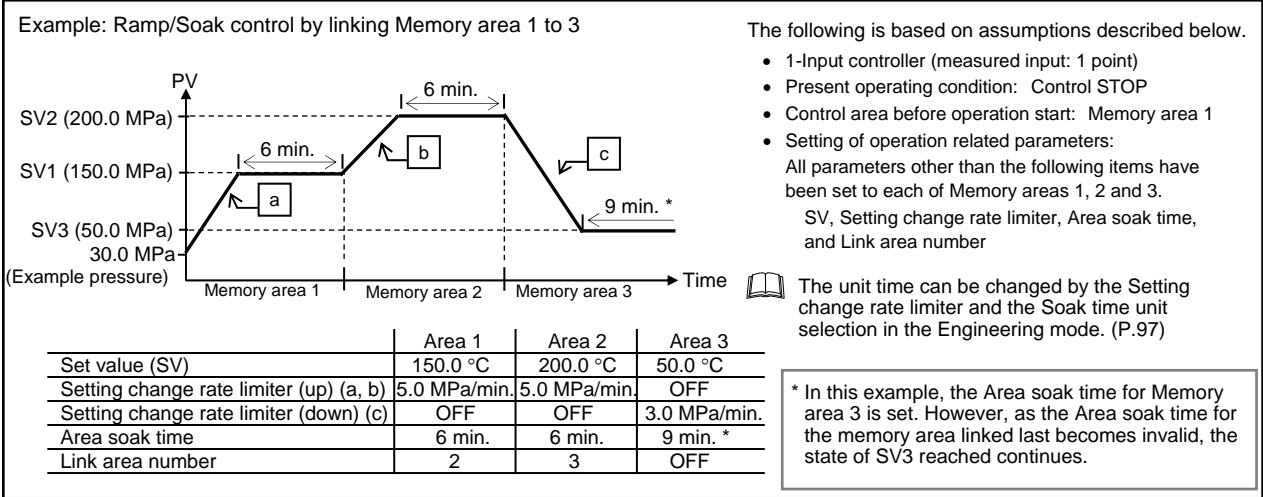 Example: Ramp/Soak control by linking Memory area 1 to 3
PV
6 min.
SV2 (200.0 MPa)
b
6 min.
c
SV1 (150.0 MPa)
a
9 min. *
SV3 (50.0 MPa)
30.0 MPa
(Example pressure)
Time
Memory area 1 Memory area 2 Memory area 3
Area 1 Area 2 Area 3
Set value (SV) 150.0 °C 200.0 °C 50.0 °C
Setting change rate limiter (up) (a, b) 5.0 MPa/min. 5.0 MPa/min. OFF
Setting change rate limiter (down) (c) OFF OFF 3.0 MPa/min.
Area soak time 6 min. 6 min. 9 min. *
Link area number 2 3 OFF
The following is based on assumptions described below.
• 1-Input controller (measured input: 1 point)
• Present operating condition: Control STOP
• Control area before operation start: Memory area 1
• Setting of operation related parameters:
All parameters other than the following items have
been set to each of Memory areas 1, 2 and 3.
SV, Setting change rate limiter, Area soak time,
and Link area number
The unit time can be changed by the Setting
change rate limiter and the Soak time unit
selection in the Engineering mode. (P.97)
* In this example, the Area soak time for Memory
area 3 is set. However, as the Area soak time for
the memory area linked last becomes invalid, the
state of SV3 reached continues.